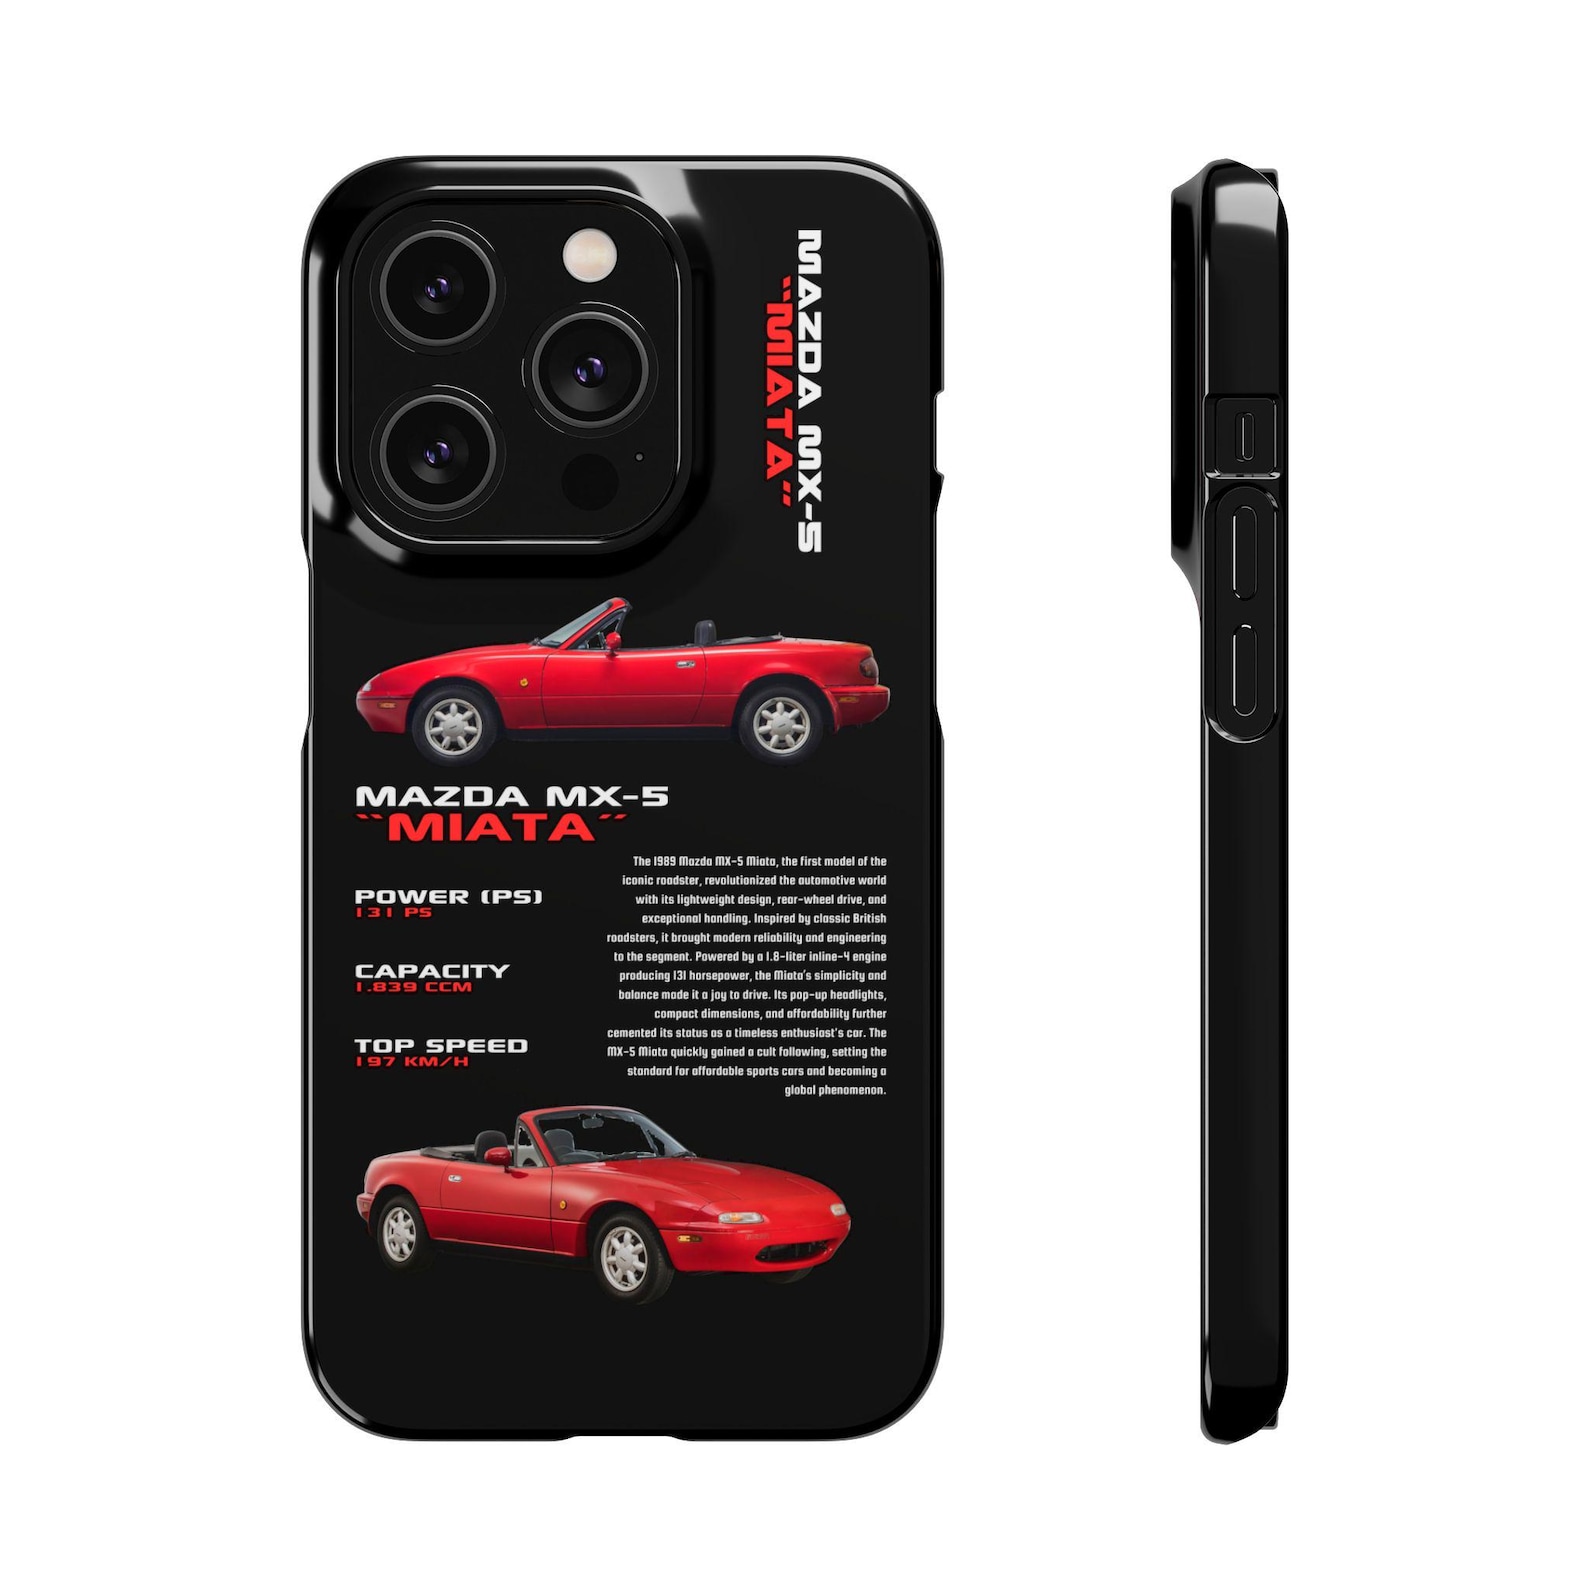 MAZDA MX-5
"MIATA"
MAZDA MX-5
"MIATA"
POWER (PS)
131 PS
CAPACITY
1.839 CCM
TOP SPEED
197 KM/H
The 1989 Mazda MX-5 Miata, the first model of the
iconic roadster, revolutionized the automotive world
with its lightweight design, rear-wheel drive, and
exceptional handling. Inspired by classic British
roadsters, it brought modern reliability and engineering
to the segment. Powered by a 1.8-liter inline-4 engine
producing 131 horsepower, the Miata's simplicity and
balance made it a joy to drive. Its pop-up headlights,
compact dimensions, and affordability further
cemented its status as a timeless enthusiast's car. The
MX-5 Miata quickly gained a cult following, setting the
standard for affordable sports cars and becoming a
global phenomenon.